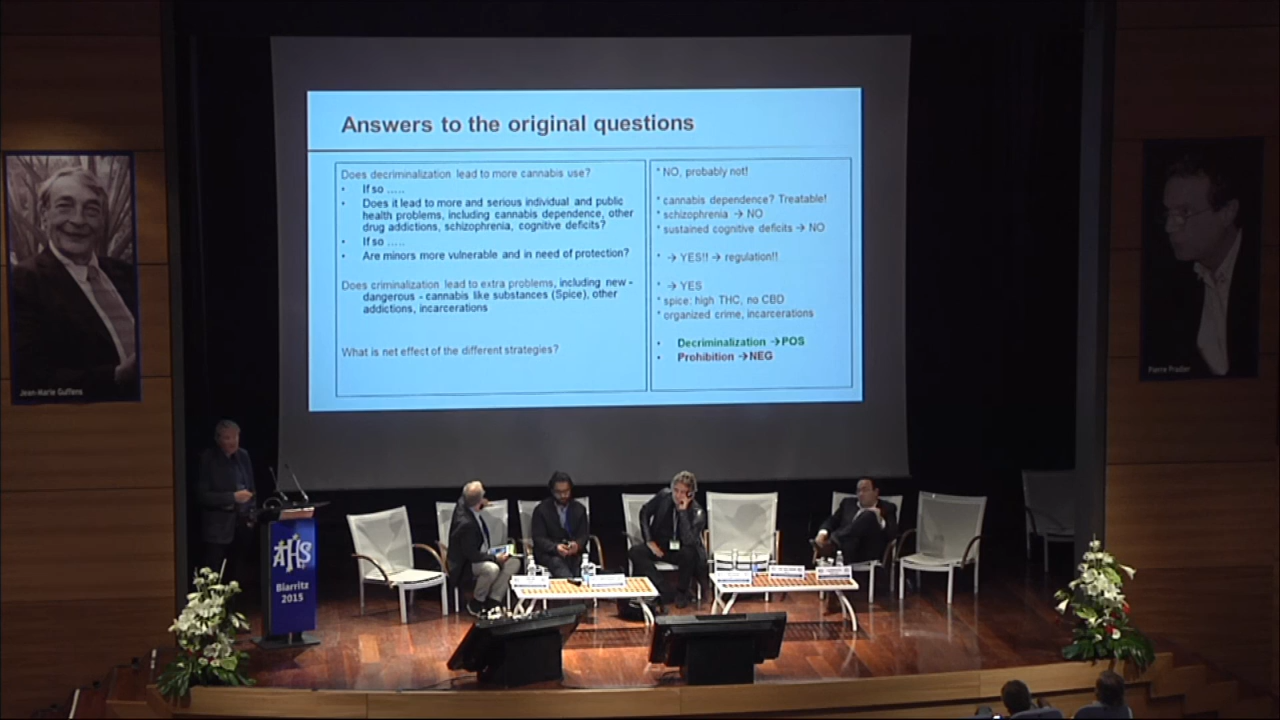 Answers to the original questions
Does decriminalization lead to more cannabis use?
• If so .....
• Does it lead to more and serious individual and public
health problems, including cannabis dependence, other
drug addictions, schizophrenia, cognitive deficits?
• If so .....
• Are minors more vulnerable and in need of protection?
Does criminalization lead to extra problems, including new -
dangerous - cannabis like substances (Spice), other
addictions, incarcerations
What is net effect of the different strategies?
* NO, probably not!
* cannabis dependence? Treatable!
* schizophrenia → NO
* sustained cognitive deficits → NO
* → YES!! → regulation!!
* → YES
* spice: high THC, no CBD
* organized crime, incarcerations
• Decriminalization →POS
• Prohibition →NEG
Jean-Marie Guffens
Pierre Pradier
AHS
Biarritz
2015